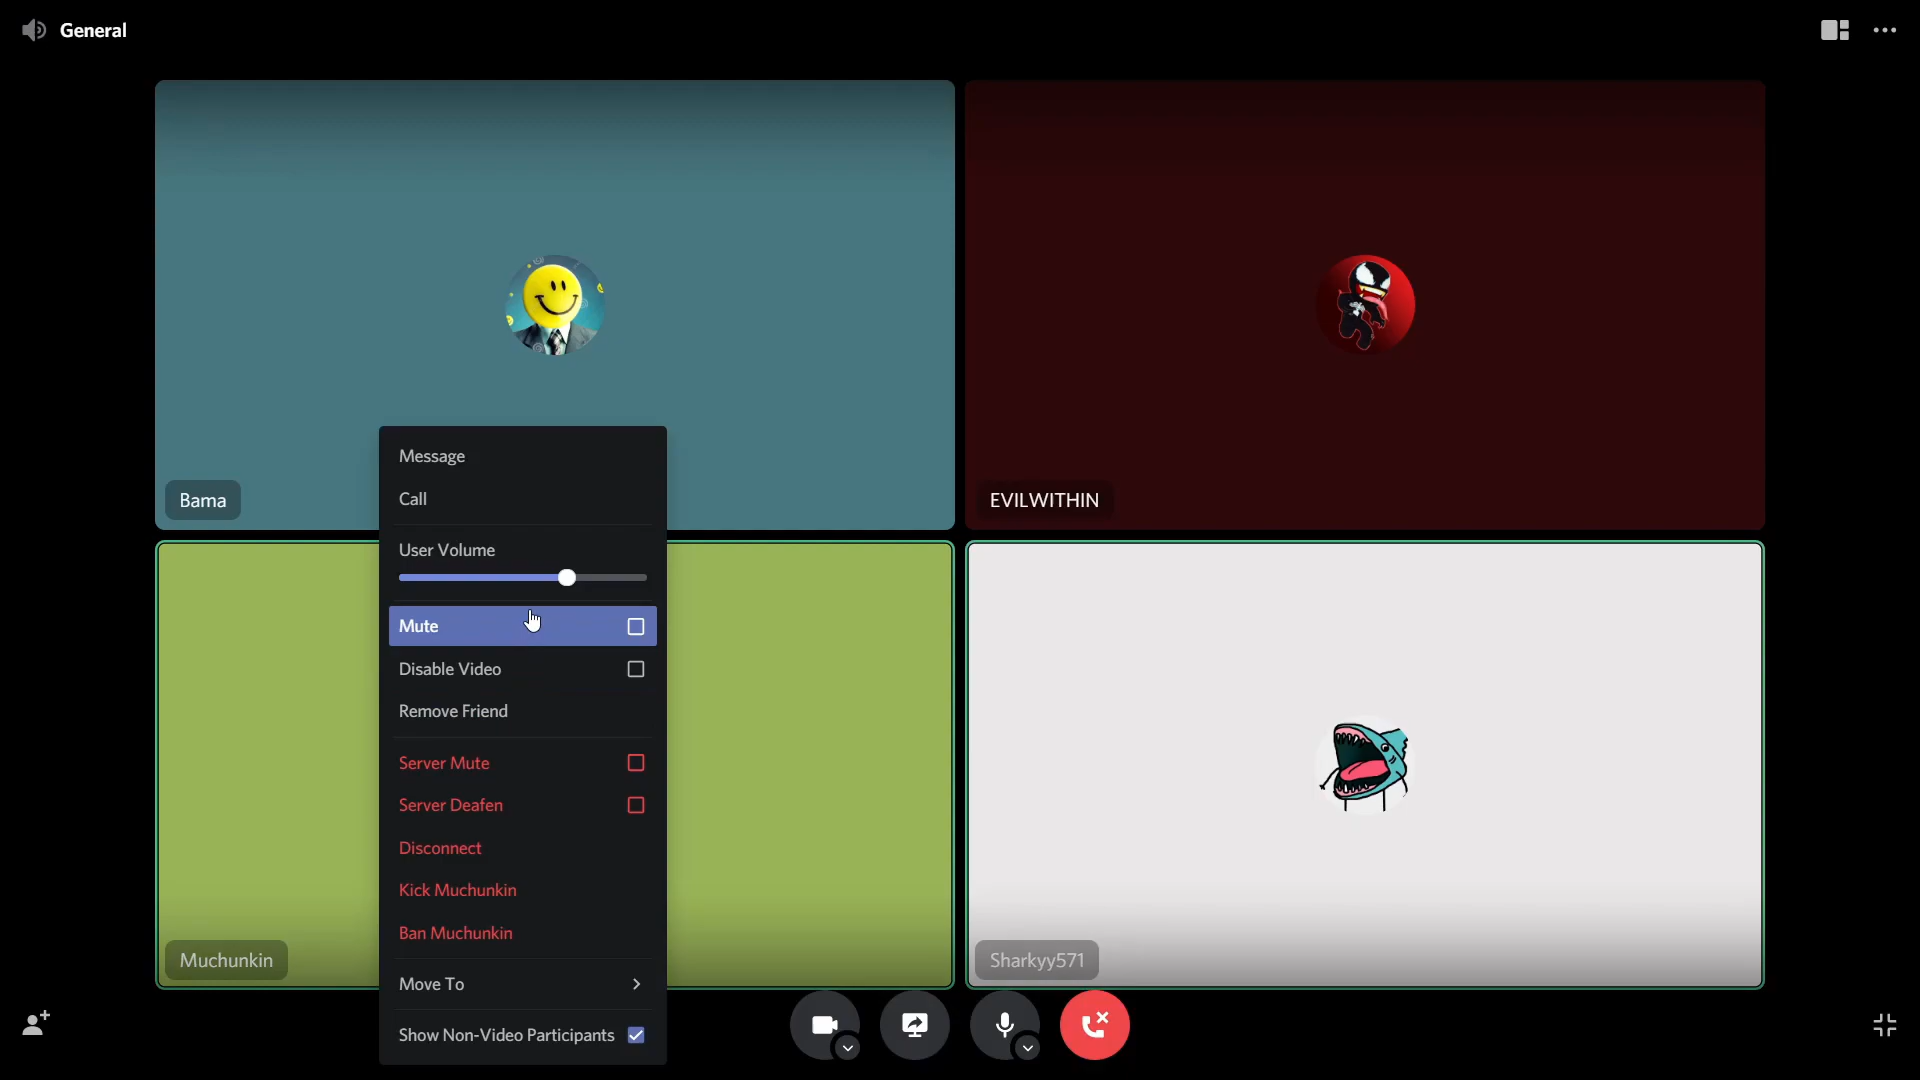 General
Bama
EVILWITHIN
Message
Call
User Volume
Mute
Disable Video
Remove Friend
Server Mute
Server Deafen
Disconnect
Kick Muchunkin
Ban Muchunkin
Move To
Show Non-Video Participants
Muchunkin
Sharkyy571